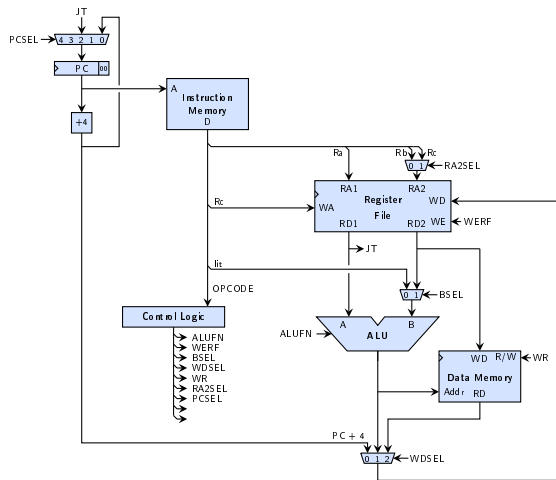 JT
PCSEL
4 3 2 1 0
PC
00
A
Instruction
Memory
D
+4
Ra
Rb
Rc
0 1
RA2SEL
RA1
RA2
Rc
WA
Register
File
WD
WE
WERF
RD1
RD2
JT
lit
OPCODE
0 1
BSEL
Control Logic
ALUFN
A
B
ALU
ALUFN
WERF
BSEL
WDSEL
WR
RA2SEL
PCSEL
WD
R/W
WR
Data Memory
Addr
RD
PC + 4
0 1 2
WDSEL